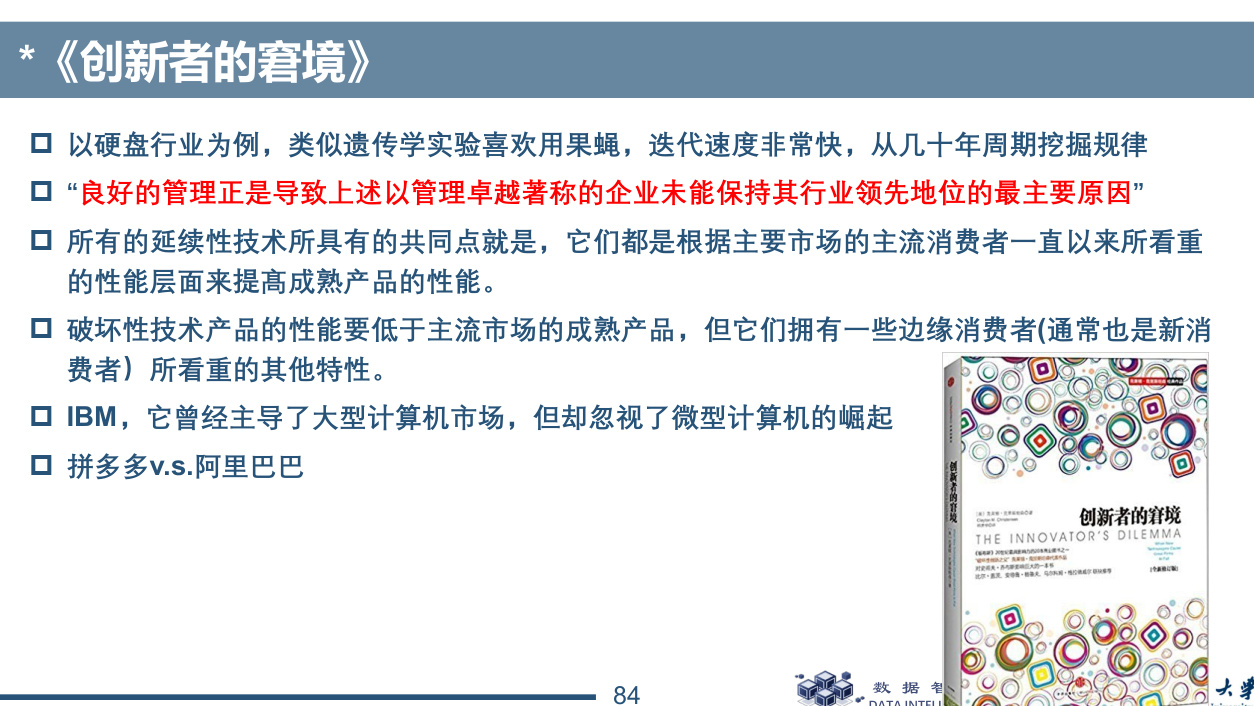 *《创新者的窘境》
以硬盘行业为例，类似遗传学实验喜欢用果蝇，迭代速度非常快，从几十年周期挖掘规律
“良好的管理正是导致上述以管理卓越著称的企业未能保持其行业领先地位的最主要原因”
所有的延续性技术所具有的共同点就是，它们都是根据主要市场的主流消费者一直以来所看重
的性能层面来提高成熟产品的性能。
破坏性技术产品的性能要低于主流市场的成熟产品，但它们拥有一些边缘消费者(通常也是新消
费者）所看重的其他特性。
IBM，它曾经主导了大型计算机市场，但却忽视了微型计算机的崛起
拼多多v.s.阿里巴巴
创新者的窘境
创新者的窘境
THE INNOVATOR'S DILEMMA
84
数 据 智
DATA INTEL
大学